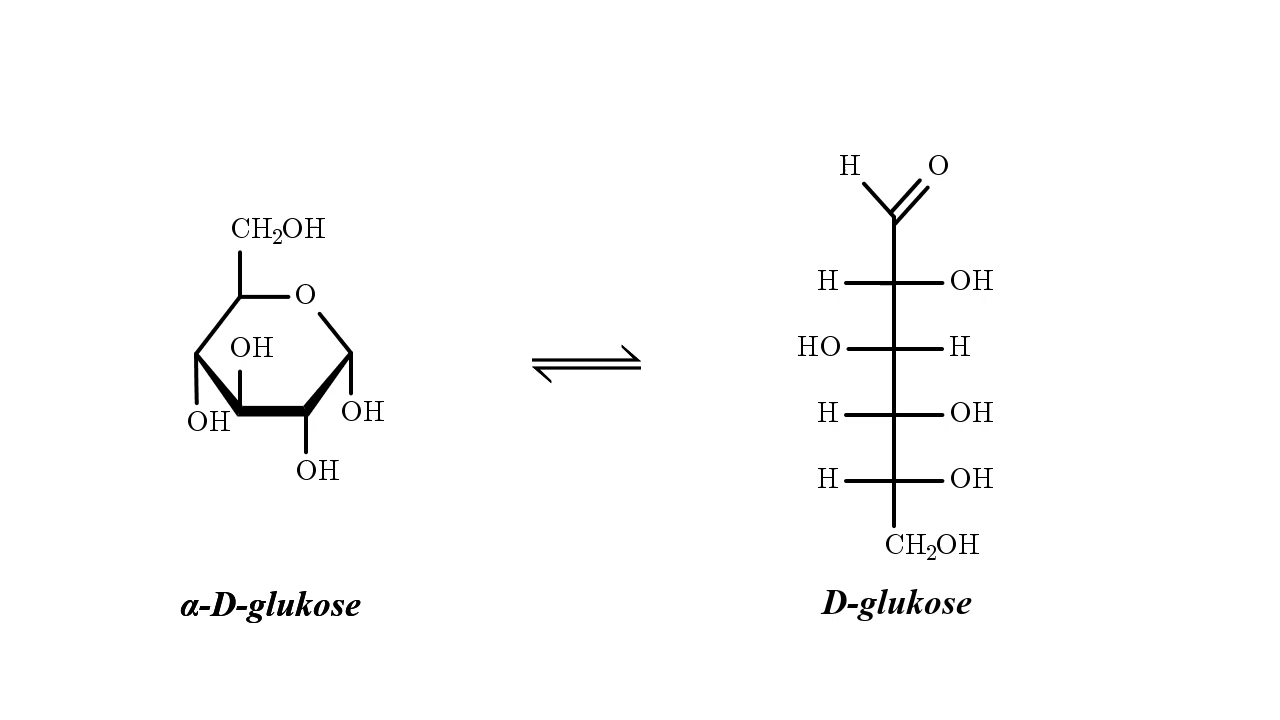 CH₂OH
O
OH
OH
OH
OH
α-D-glukose
H O
H OH
HO H
H OH
H OH
CH₂OH
D-glukose